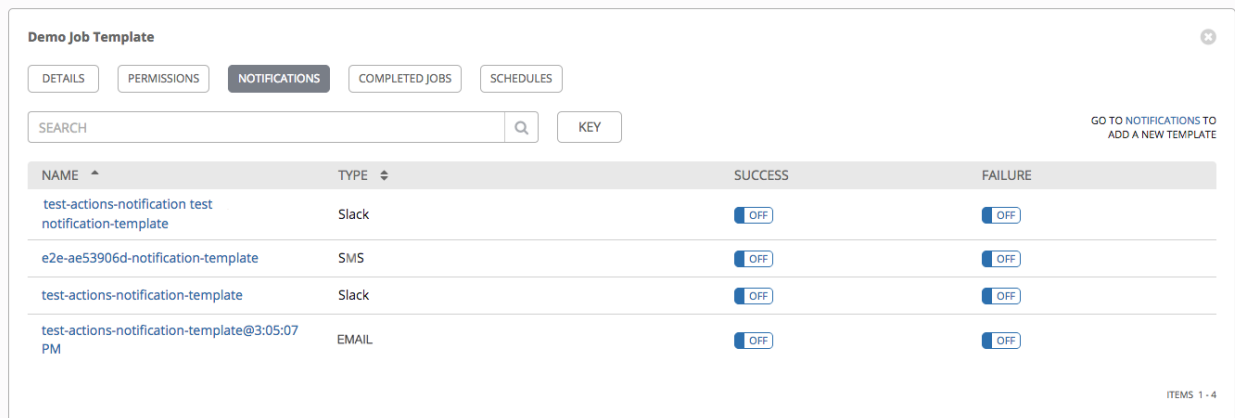 Demo Job Template
DETAILS PERMISSIONS NOTIFICATIONS COMPLETED JOBS SCHEDULES
SEARCH KEY
GO TO NOTIFICATIONS TO
ADD A NEW TEMPLATE
NAME TYPE SUCCESS FAILURE
test-actions-notification test
notification-template
Slack OFF OFF
e2e-ae53906d-notification-template SMS OFF OFF
test-actions-notification-template Slack OFF OFF
test-actions-notification-template@3:05:07
PM
EMAIL OFF OFF
ITEMS 1 - 4